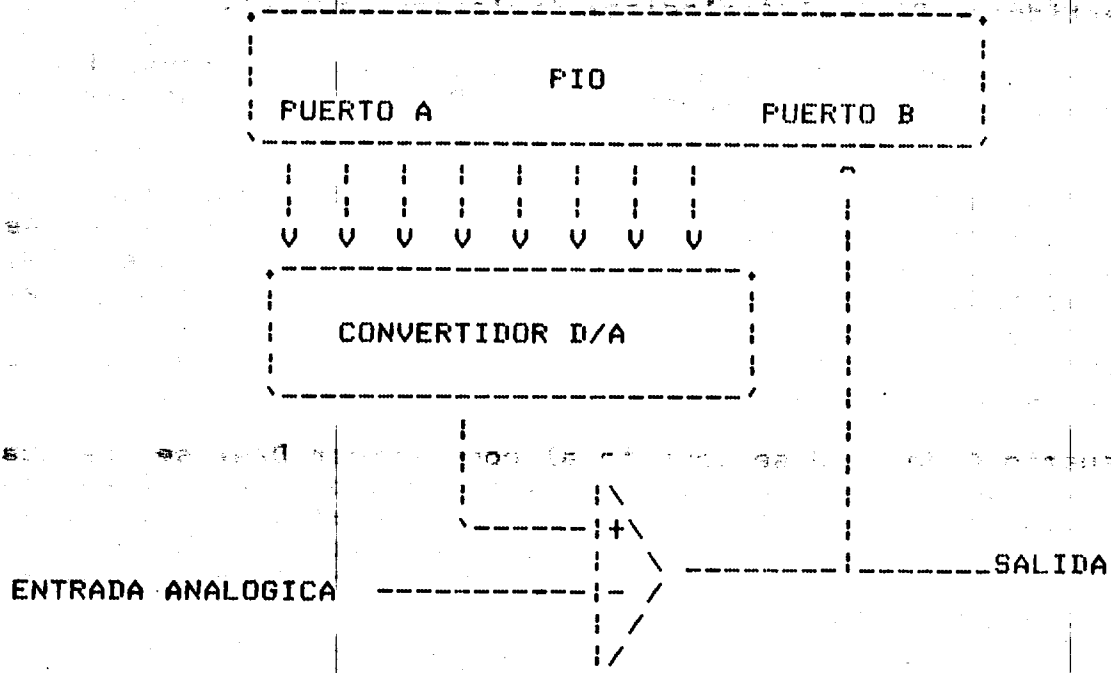 PIO
PUERTO A PUERTO B
CONVERTIDOR D/A
+
ENTRADA ANALOGICA - SALIDA